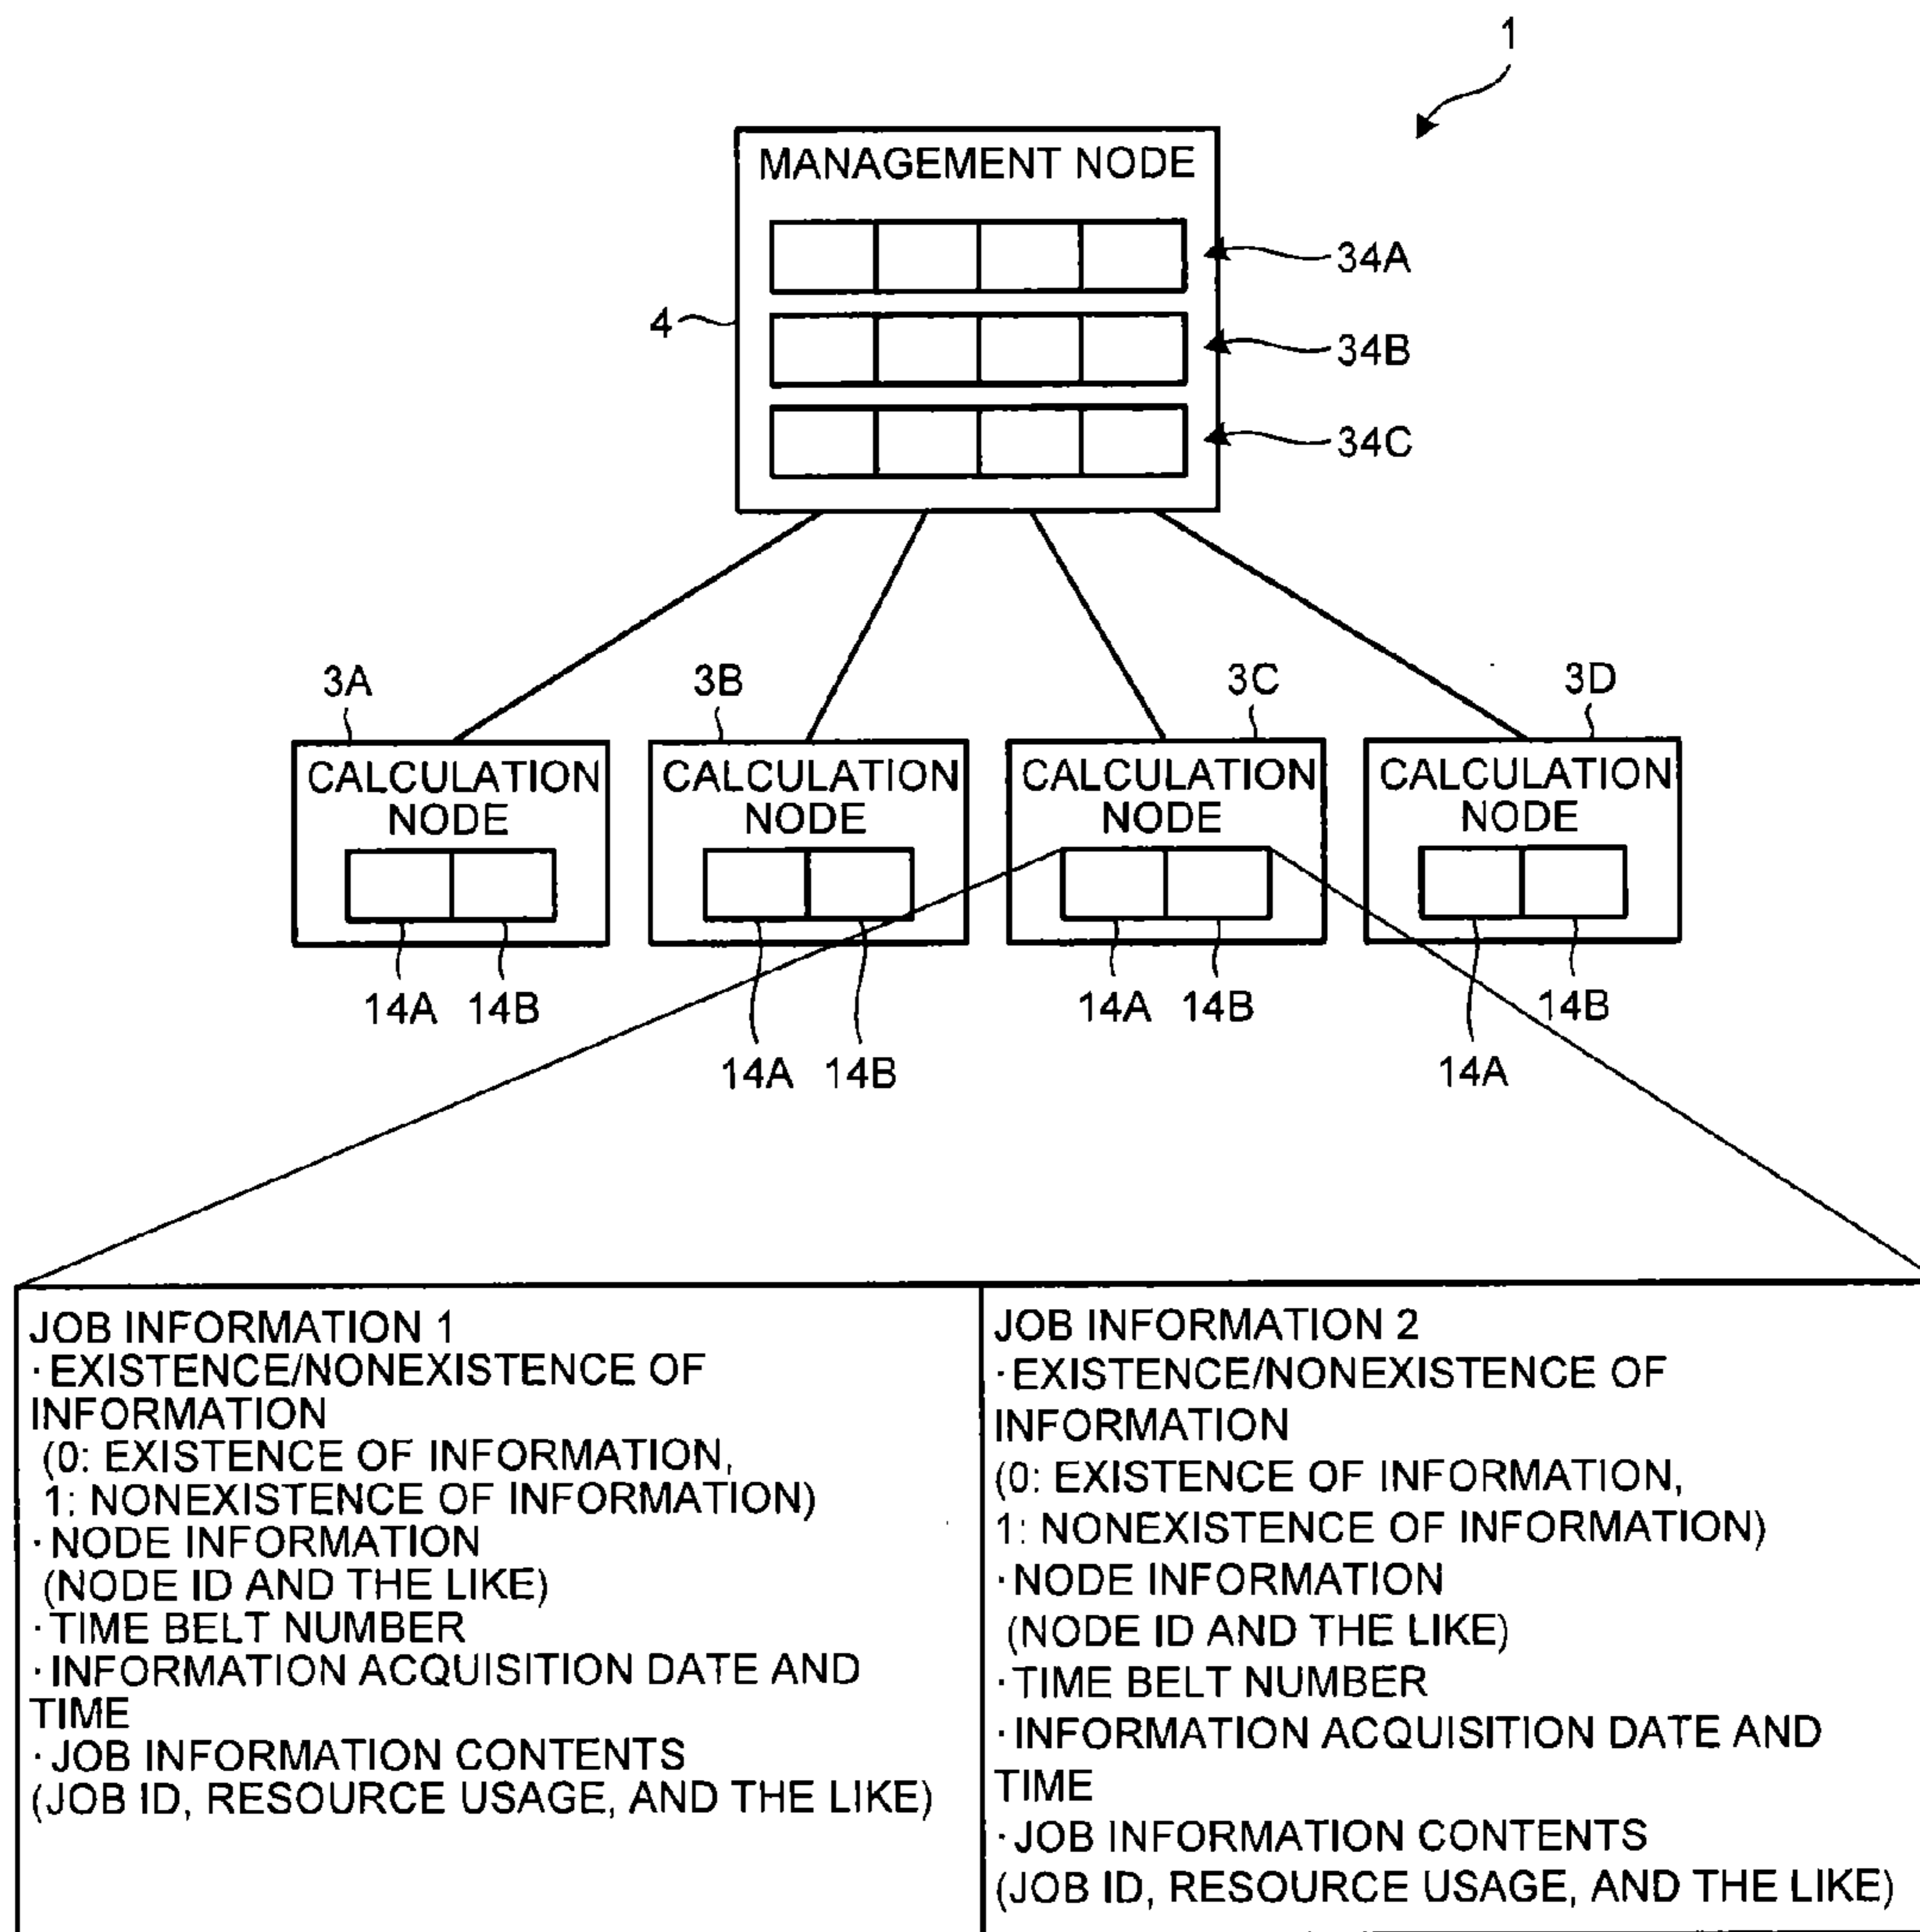 1
MANAGEMENT NODE
34A
4
34B
34C
3A
3B
3C
3D
CALCULATION
NODE
CALCULATION
NODE
CALCULATION
NODE
CALCULATION
NODE
14A 14B
14A 14B
14A 14B
14B
14A
JOB INFORMATION 1
·EXISTENCE/NONEXISTENCE OF
INFORMATION
(0: EXISTENCE OF INFORMATION,
1: NONEXISTENCE OF INFORMATION)
·NODE INFORMATION
(NODE ID AND THE LIKE)
·TIME BELT NUMBER
·INFORMATION ACQUISITION DATE AND
TIME
·JOB INFORMATION CONTENTS
(JOB ID, RESOURCE USAGE, AND THE LIKE)
JOB INFORMATION 2
·EXISTENCE/NONEXISTENCE OF
INFORMATION
(0: EXISTENCE OF INFORMATION,
1: NONEXISTENCE OF INFORMATION)
·NODE INFORMATION
(NODE ID AND THE LIKE)
·TIME BELT NUMBER
·INFORMATION ACQUISITION DATE AND
TIME
·JOB INFORMATION CONTENTS
(JOB ID, RESOURCE USAGE, AND THE LIKE)